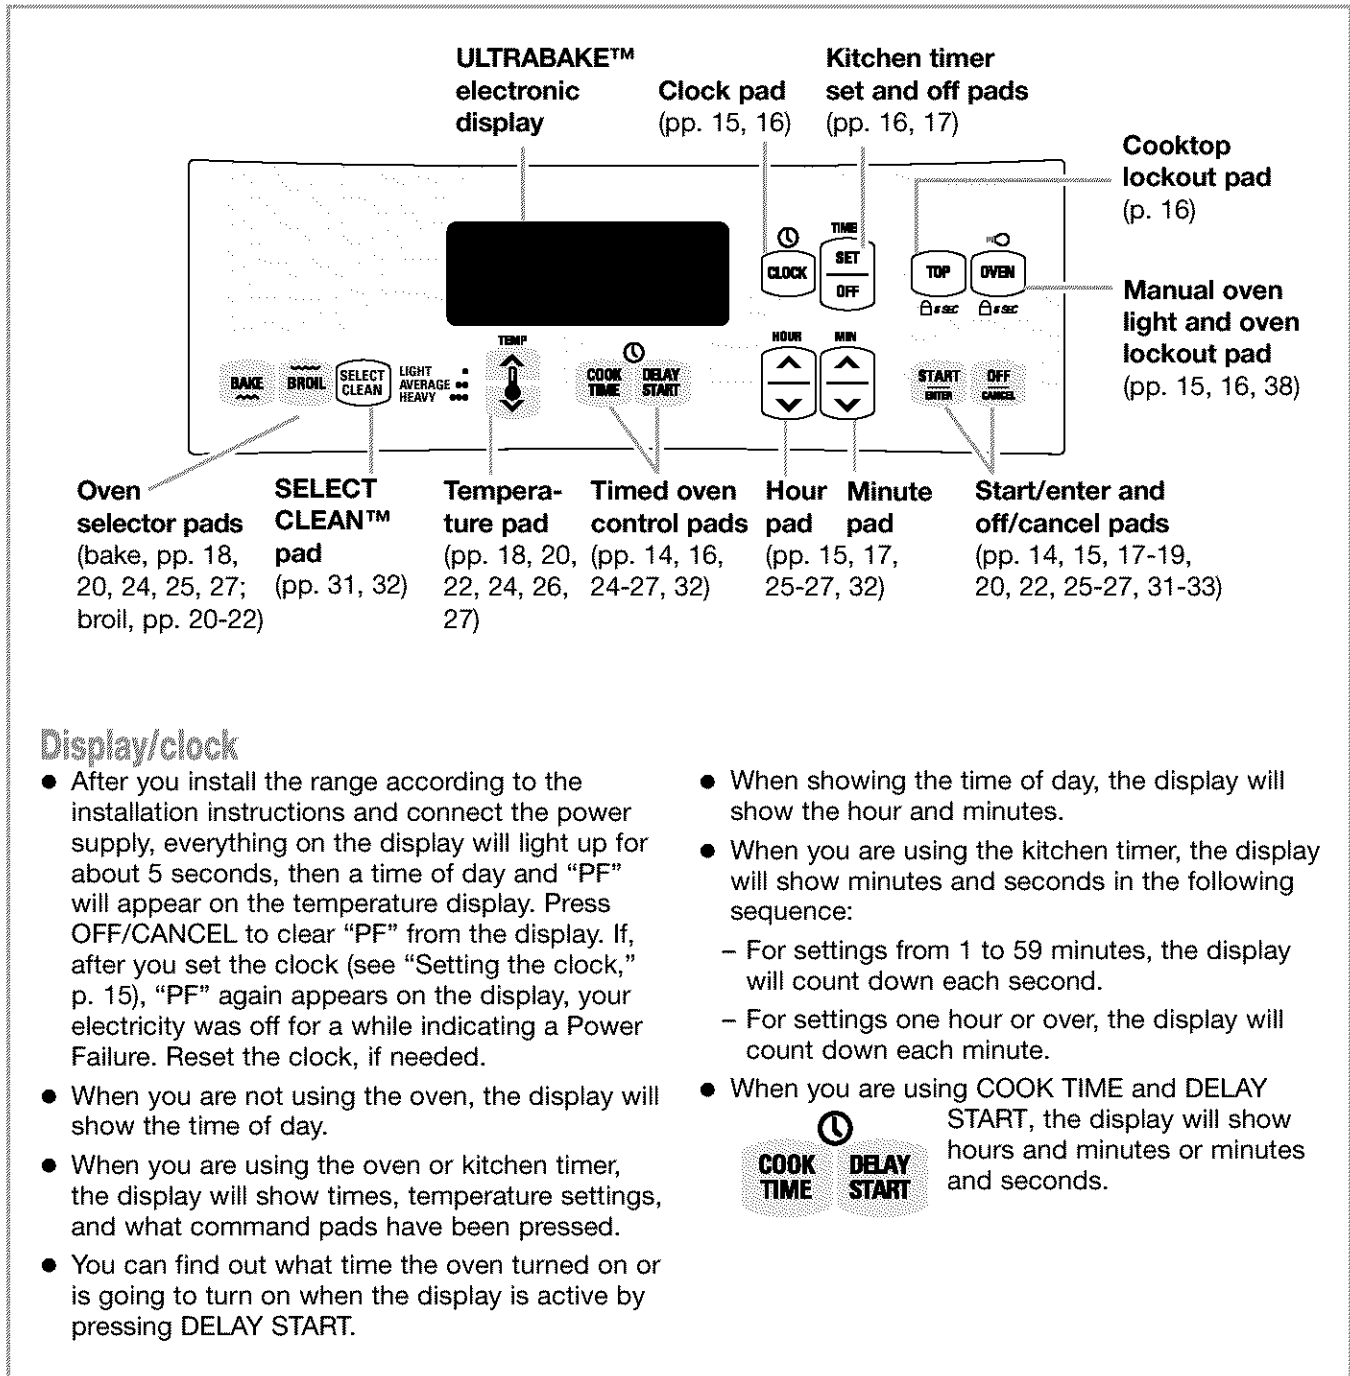 ULTRABAKE™
electronic
display
Clock pad
(pp. 15, 16)
Kitchen timer
set and off pads
(pp. 16, 17)
Cooktop
lockout pad
(p. 16)
Manual oven
light and oven
lockout pad
(pp. 15, 16, 38)
CLOCK
TIMER
SET
OFF
TOP
OVEN
5 SEC
5 SEC
BAKE
BROIL
SELECT
CLEAN
LIGHT
AVERAGE
HEAVY
TEMP
COOK
TIME
DELAY
START
HOUR
MIN
START
ENTER
OFF
CANCEL
Oven
selector pads
(bake, pp. 18,
20, 24, 25, 27;
broil, pp. 20-22)
SELECT
CLEAN™
pad
(pp. 31, 32)
Tempera-
ture pad
(pp. 18, 20,
22, 24, 26,
27)
Timed oven
control pads
(pp. 14, 16,
24-27, 32)
Hour
pad
Minute
pad
(pp. 15, 17,
25-27, 32)
Start/enter and
off/cancel pads
(pp. 14, 15, 17-19,
20, 22, 25-27, 31-33)
Display/clock
● After you install the range according to the
installation instructions and connect the power
supply, everything on the display will light up for
about 5 seconds, then a time of day and “PF”
will appear on the temperature display. Press
OFF/CANCEL to clear “PF” from the display. If,
after you set the clock (see “Setting the clock,”
p. 15), “PF” again appears on the display, your
electricity was off for a while indicating a Power
Failure. Reset the clock, if needed.
● When you are not using the oven, the display will
show the time of day.
● When you are using the oven or kitchen timer,
the display will show times, temperature settings,
and what command pads have been pressed.
● You can find out what time the oven turned on or
is going to turn on when the display is active by
pressing DELAY START.
● When showing the time of day, the display will
show the hour and minutes.
● When you are using the kitchen timer, the display
will show minutes and seconds in the following
sequence:
– For settings from 1 to 59 minutes, the display
will count down each second.
– For settings one hour or over, the display will
count down each minute.
● When you are using COOK TIME and DELAY
START, the display will show
hours and minutes or minutes
and seconds.
COOK
TIME
DELAY
START